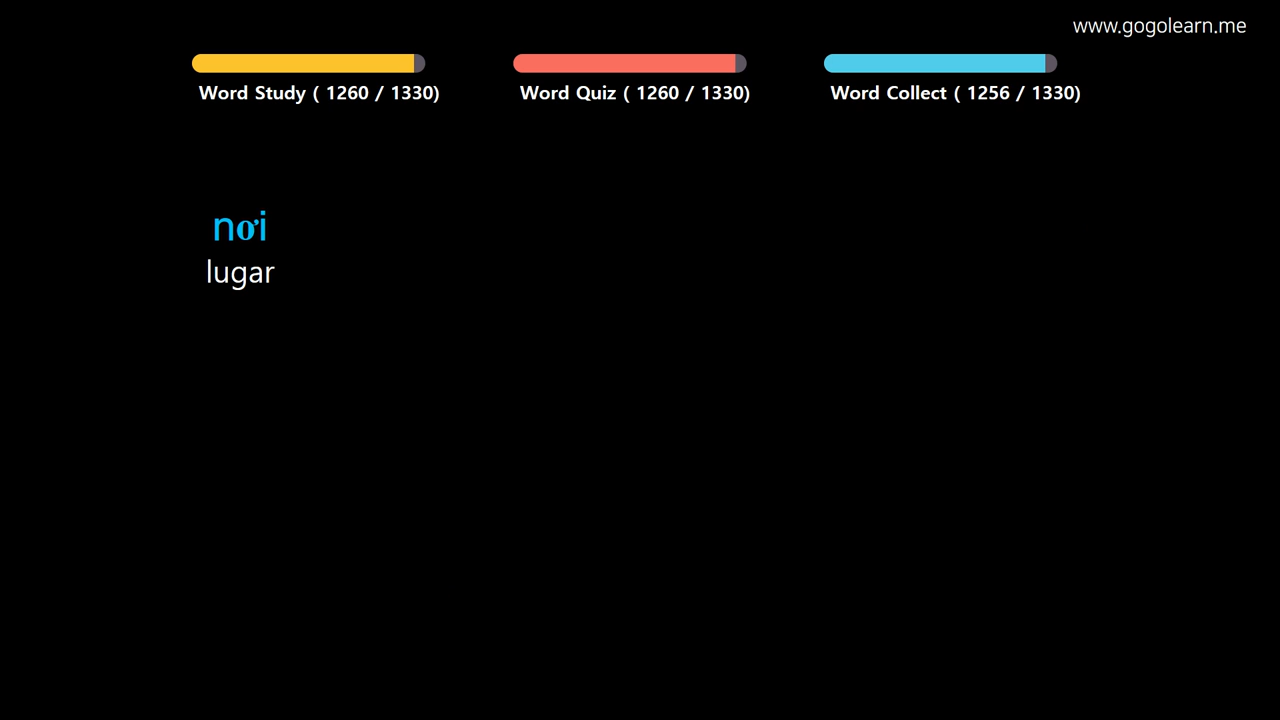 www.gogolearn.me
Word Study ( 1260 / 1330)
Word Quiz ( 1260 / 1330)
Word Collect ( 1256 / 1330)
nơi
lugar